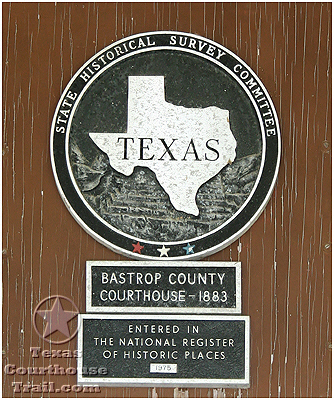 STATE HISTORICAL SURVEY COMMITTEE
TEXAS
BASTROP COUNTY
COURTHOUSE - 1883
ENTERED IN
THE NATIONAL REGISTER
OF HISTORIC PLACES
1975
Texas
Courthouse
Trail.com